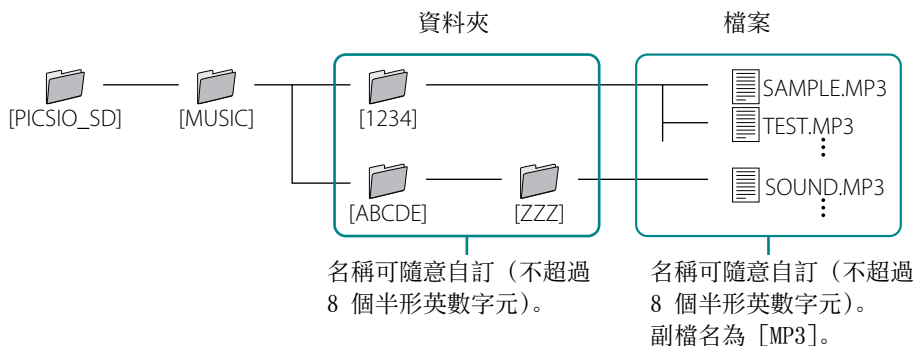 資料夾
檔案
[PICSIO_SD]
[MUSIC]
[1234]
SAMPLE.MP3
TEST.MP3
[ABCDE]
[ZZZ]
SOUND.MP3
名稱可隨意自訂 (不超過
8 個半形英數字元)。
名稱可隨意自訂 (不超過
8 個半形英數字元)。
副檔名為 [MP3]。